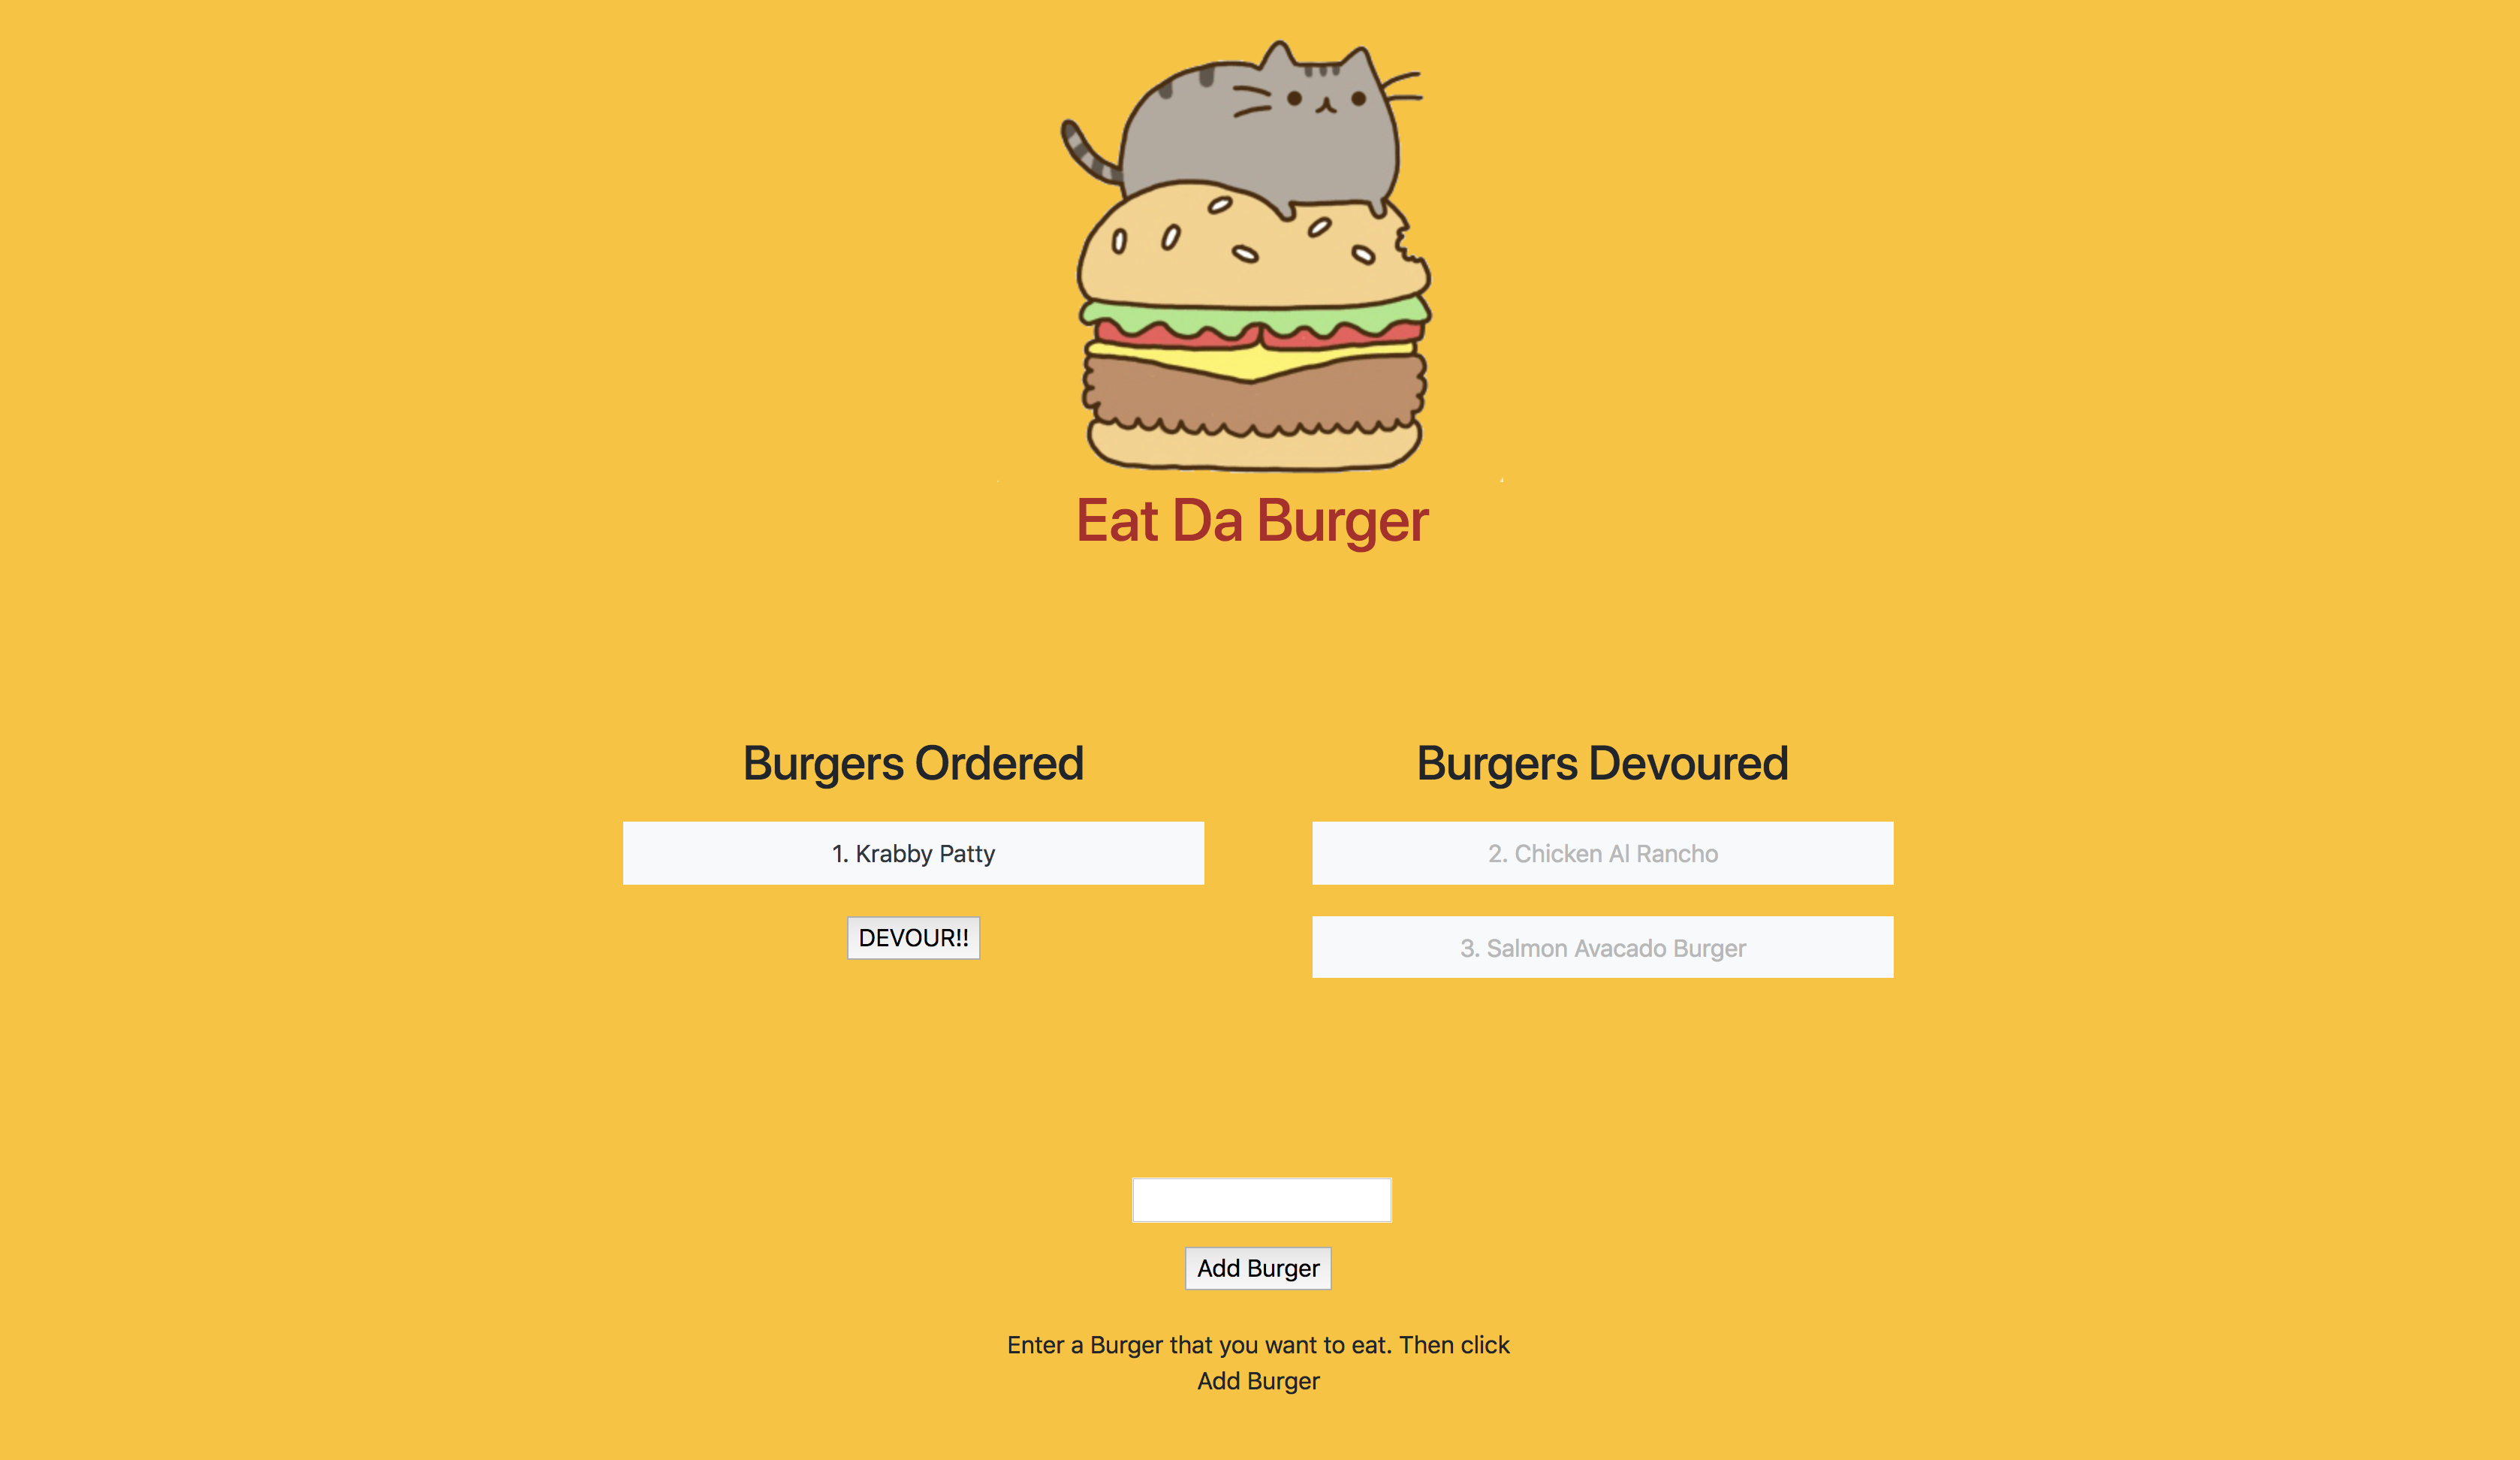 Eat Da Burger
Burgers Ordered
1. Krabby Patty
DEVOUR!!
Burgers Devoured
2. Chicken Al Rancho
3. Salmon Avacado Burger
Add Burger
Enter a Burger that you want to eat. Then click
Add Burger